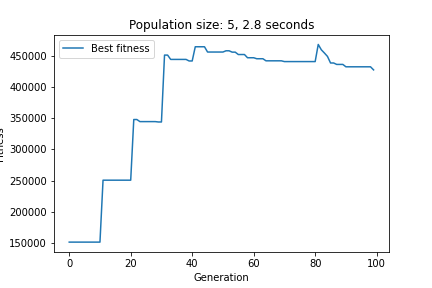 Population size: 5, 2.8 seconds
Best fitness
450000
400000
350000
300000
250000
200000
150000
Fitness
0 20 40 60 80 100
Generation